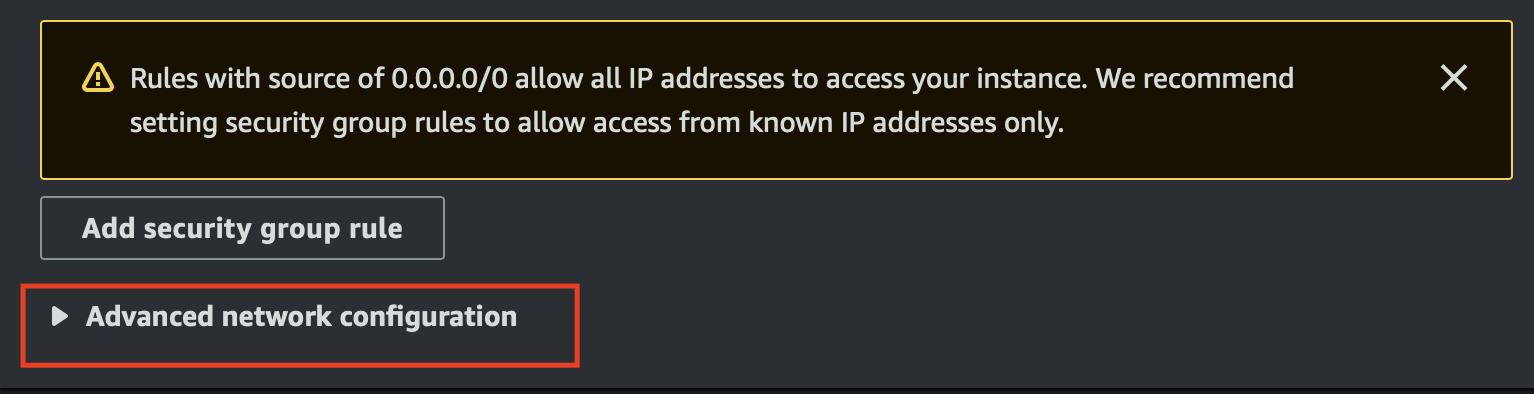 Rules with source of 0.0.0.0/0 allow all IP addresses to access your instance. We recommend
setting security group rules to allow access from known IP addresses only.
Add security group rule
Advanced network configuration